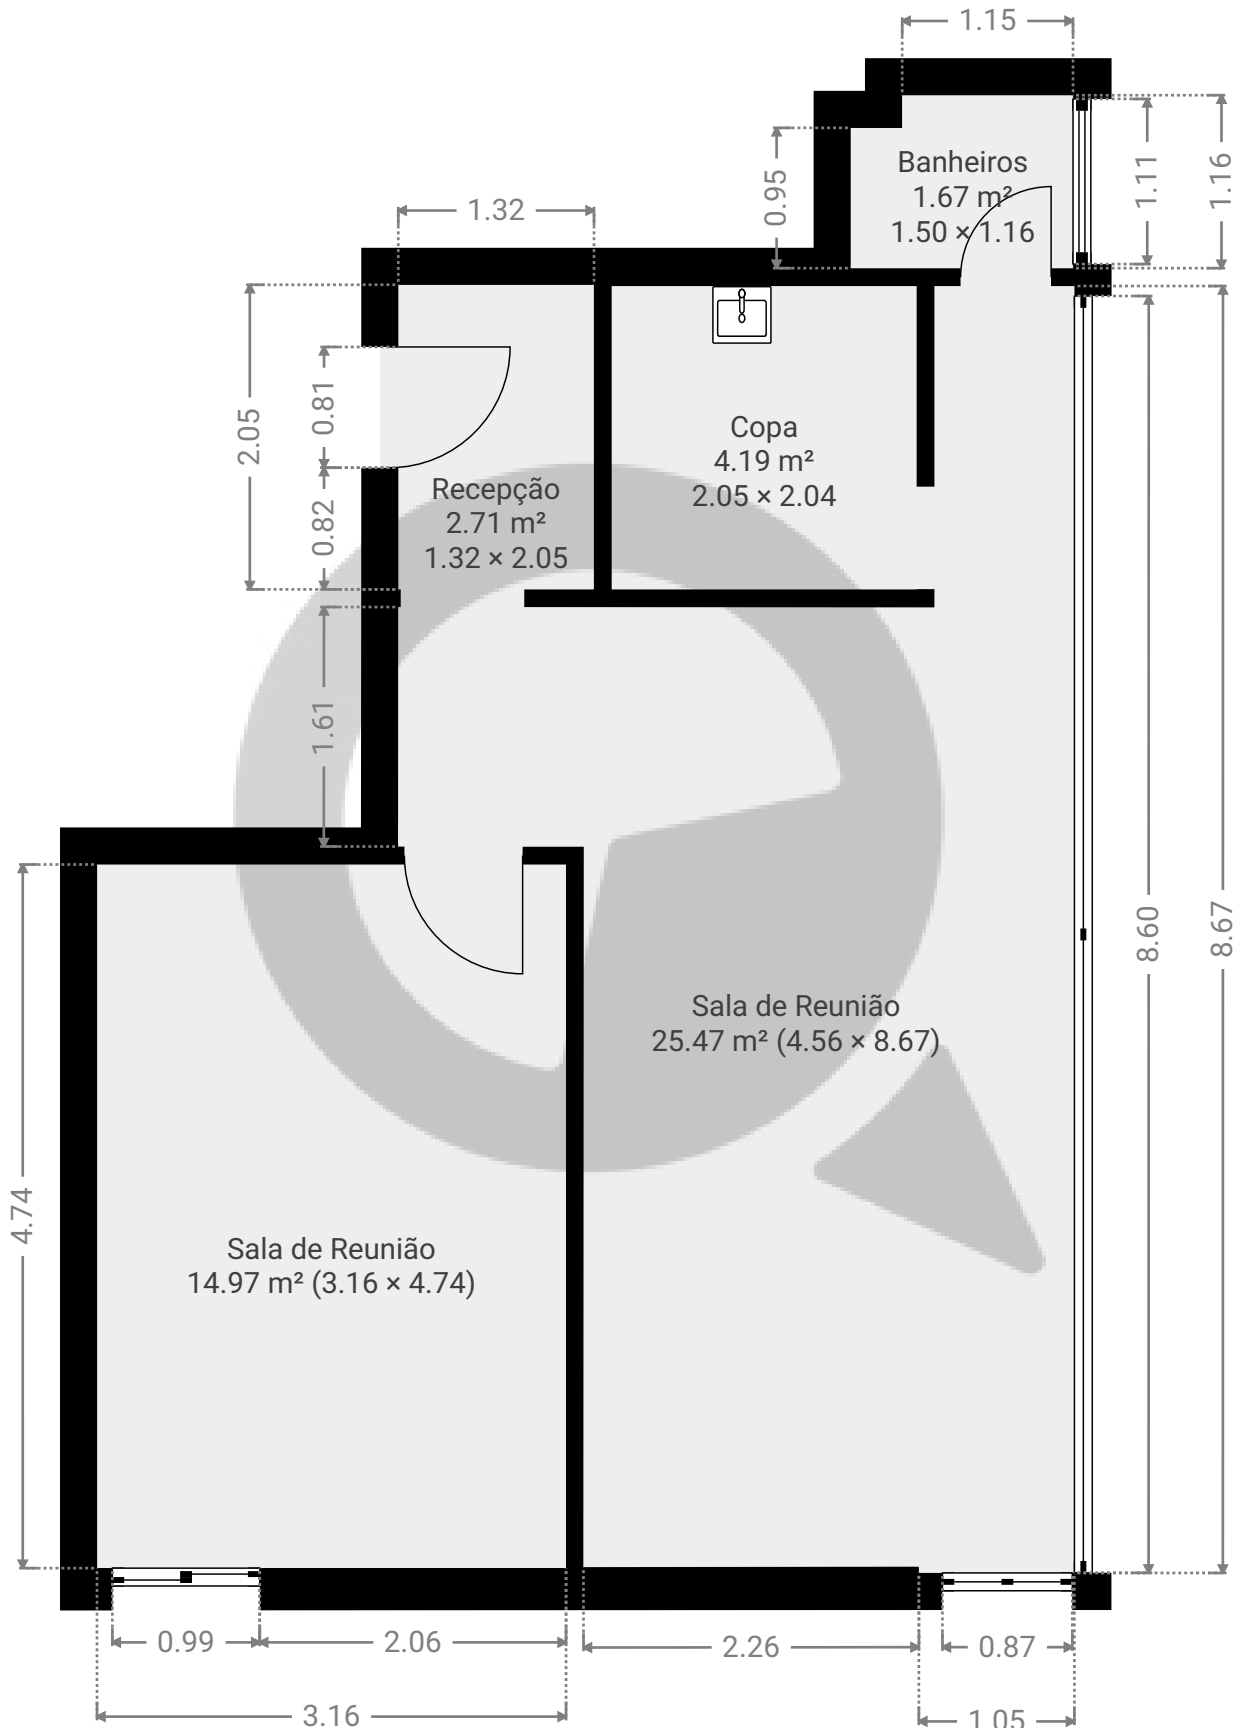 1.15
Banheiros
1.67 m²
1.50 × 1.16
0.95
1.11
1.16
1.32
2.05
0.81
0.82
Copa
4.19 m²
2.05 × 2.04
Recepção
2.71 m²
1.32 × 2.05
1.61
8.60
8.67
Sala de Reunião
25.47 m² (4.56 × 8.67)
4.74
Sala de Reunião
14.97 m² (3.16 × 4.74)
0.99
2.06
2.26
0.87
3.16
1.05